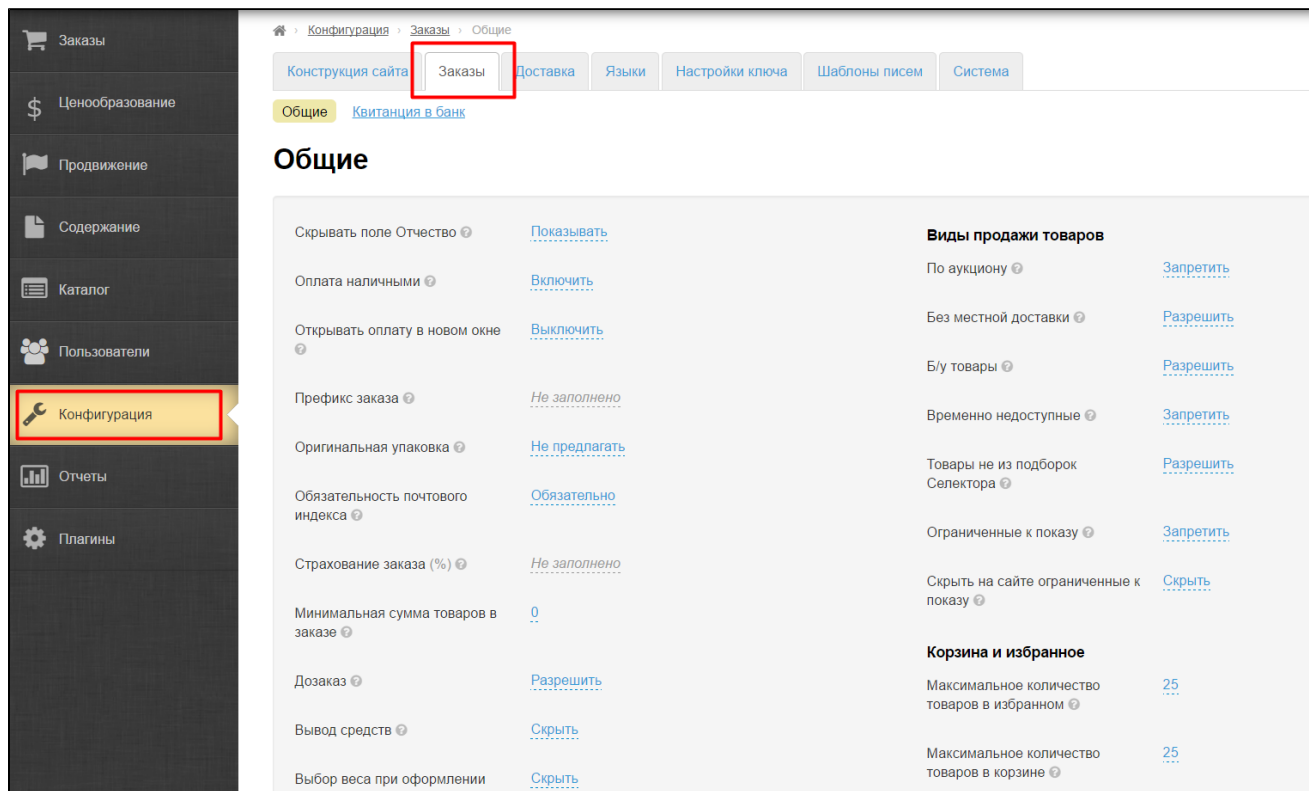 Заказы
Ценообразование
Продвижение
Содержание
Каталог
Пользователи
Конфигурация
Отчеты
Плагины
Конфигурация › Заказы › Общие
Конструкция сайта Заказы Доставка Языки Настройки ключа Шаблоны писем Система
Общие Квитанция в банк
Общие
Скрывать поле Отчество Показывать
Оплата наличными Включить
Открывать оплату в новом окне Выключить
Префикс заказа Не заполнено
Оригинальная упаковка Не предлагать
Обязательность почтового Обязательно
индекса
Страхование заказа (%) Не заполнено
Минимальная сумма товаров в 0
заказе
Дозаказ Разрешить
Вывод средств Скрыть
Выбор веса при оформлении Скрыть
Виды продажи товаров
По аукциону Запретить
Без местной доставки Разрешить
Б/у товары Разрешить
Временно недоступные Запретить
Товары не из подборок Разрешить
Селектора
Ограниченные к показу Запретить
Скрыть на сайте ограниченные к Скрыть
показу
Корзина и избранное
Максимальное количество 25
товаров в избранном
Максимальное количество 25
товаров в корзине